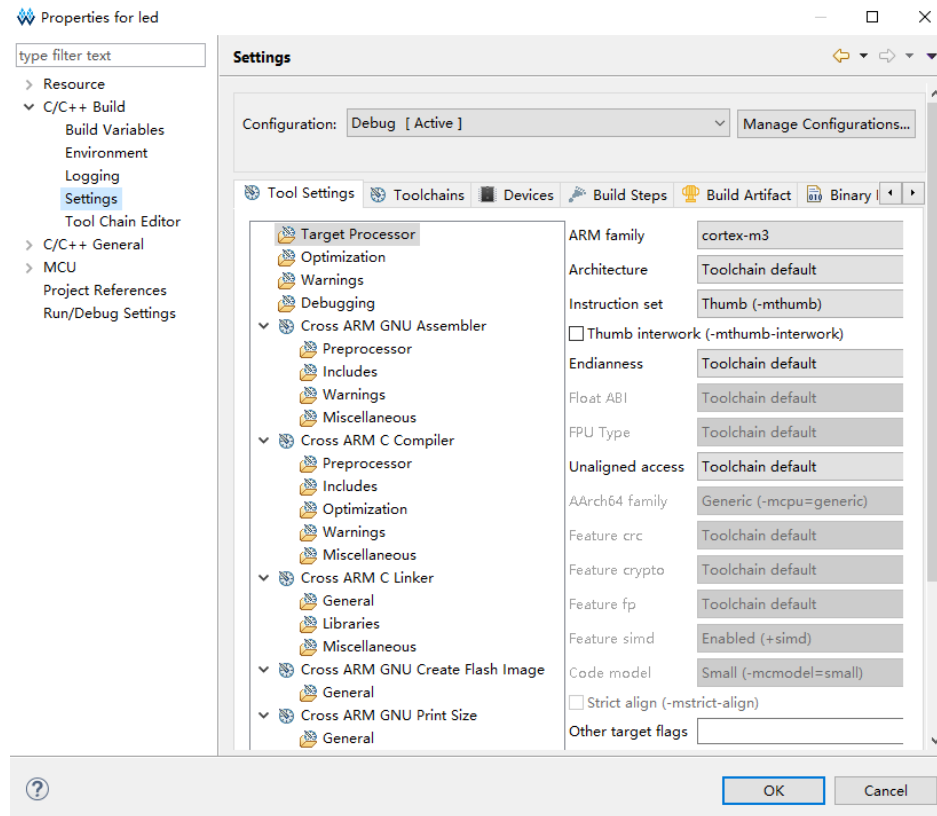 Properties for led
type filter text
Resource
C/C++ Build
Build Variables
Environment
Logging
Settings
Tool Chain Editor
C/C++ General
MCU
Project References
Run/Debug Settings
Settings
Configuration: Debug [ Active ] Manage Configurations...
Tool Settings Toolchains Devices Build Steps Build Artifact Binary
Target Processor
Optimization
Warnings
Debugging
Cross ARM GNU Assembler
Preprocessor
Includes
Warnings
Miscellaneous
Cross ARM C Compiler
Preprocessor
Includes
Optimization
Warnings
Miscellaneous
Cross ARM C Linker
General
Libraries
Miscellaneous
Cross ARM GNU Create Flash Image
General
Cross ARM GNU Print Size
General
ARM family cortex-m3
Architecture Toolchain default
Instruction set Thumb (-mthumb)
Thumb interwork (-mthumb-interwork)
Endianness Toolchain default
Float ABI Toolchain default
FPU Type Toolchain default
Unaligned access Toolchain default
AArch64 family Generic (-mcpu=generic)
Feature crc Toolchain default
Feature crypto Toolchain default
Feature fp Toolchain default
Feature simd Enabled (+simd)
Code model Small (-mcmodel=small)
Strict align (-mstrict-align)
Other target flags
OK Cancel